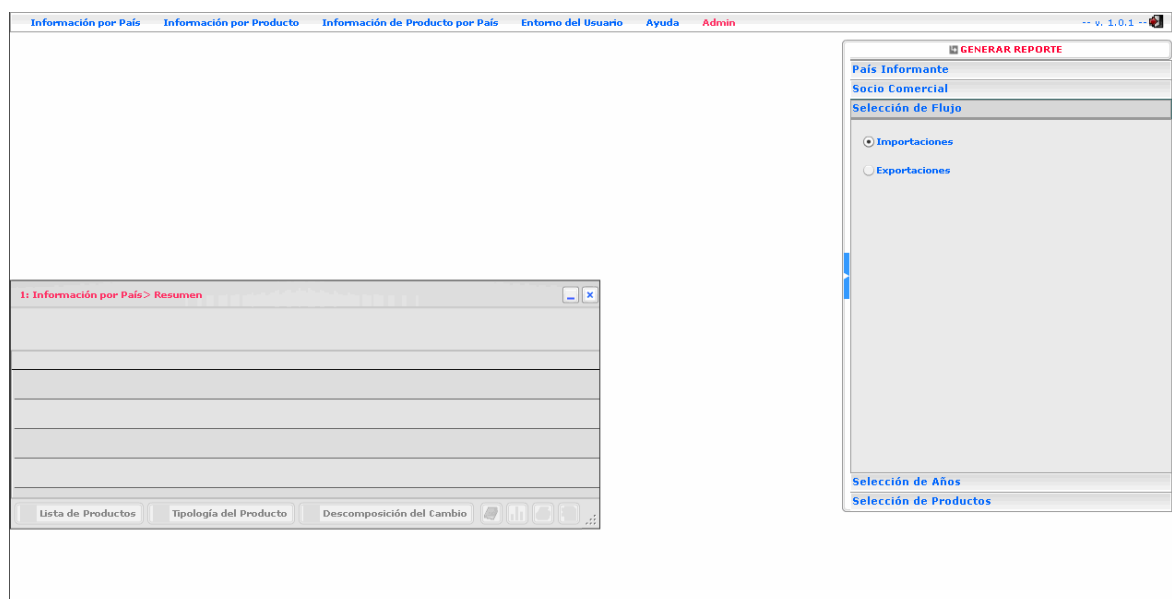 Información por País Información por Producto Información de Producto por País Entorno del Usuario Ayuda Admin -- v. 1.0.1 --
GENERAR REPORTE
País Informante
Socio Comercial
Selección de Flujo
Importaciones
Exportaciones
1: Información por País> Resumen
Selección de Años
Selección de Productos
Lista de Productos Tipología del Producto Descomposición del Cambio